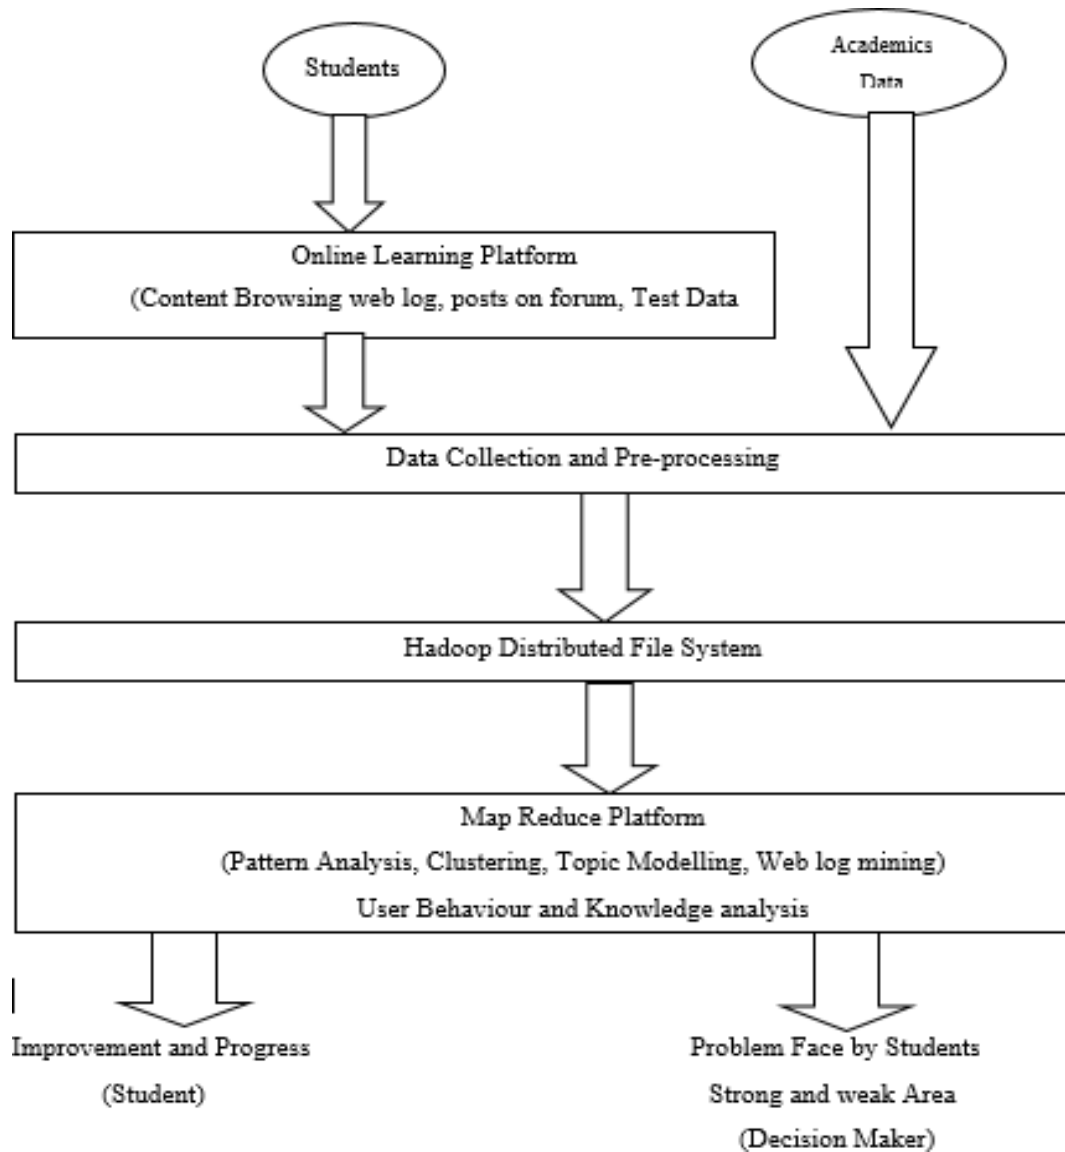 Students
Academics
Data
Online Learning Platform
(Content Browsing web log, posts on forum, Test Data
Data Collection and Pre-processing
Hadoop Distributed File System
Map Reduce Platform
(Pattern Analysis, Clustering, Topic Modelling, Web log mining)
User Behaviour and Knowledge analysis
Improvement and Progress
(Student)
Problem Face by Students
Strong and weak Area
(Decision Maker)